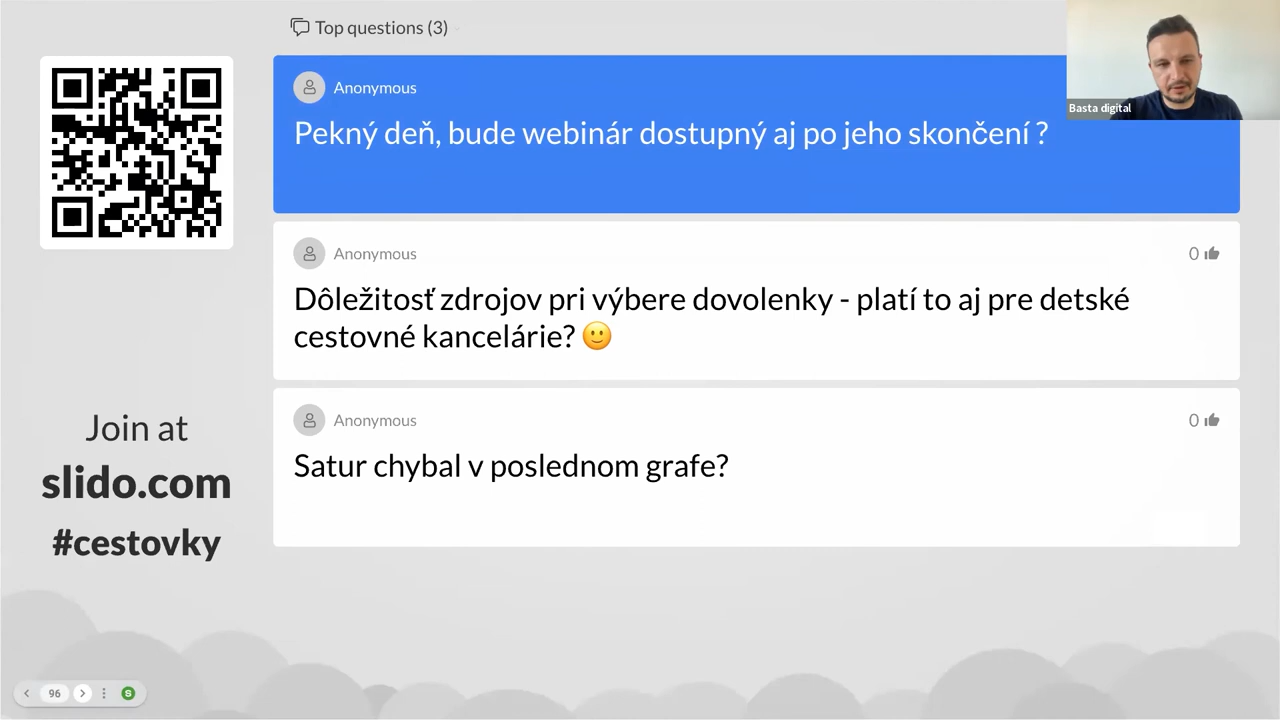 Top questions (3)
Basta digital
Anonymous
Pekný deň, bude webinár dostupný aj po jeho skončení ?
Anonymous
0
Dôležitosť zdrojov pri výbere dovolenky - platí to aj pre detské
cestovné kancelárie? 🙂
Anonymous
0
Satur chybal v poslednom grafe?
Join at
slido.com
#cestovky
96
S